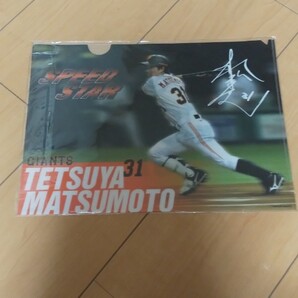 SPEED
STAR
GIANTS
31
TETSUYA
MATSUMOTO